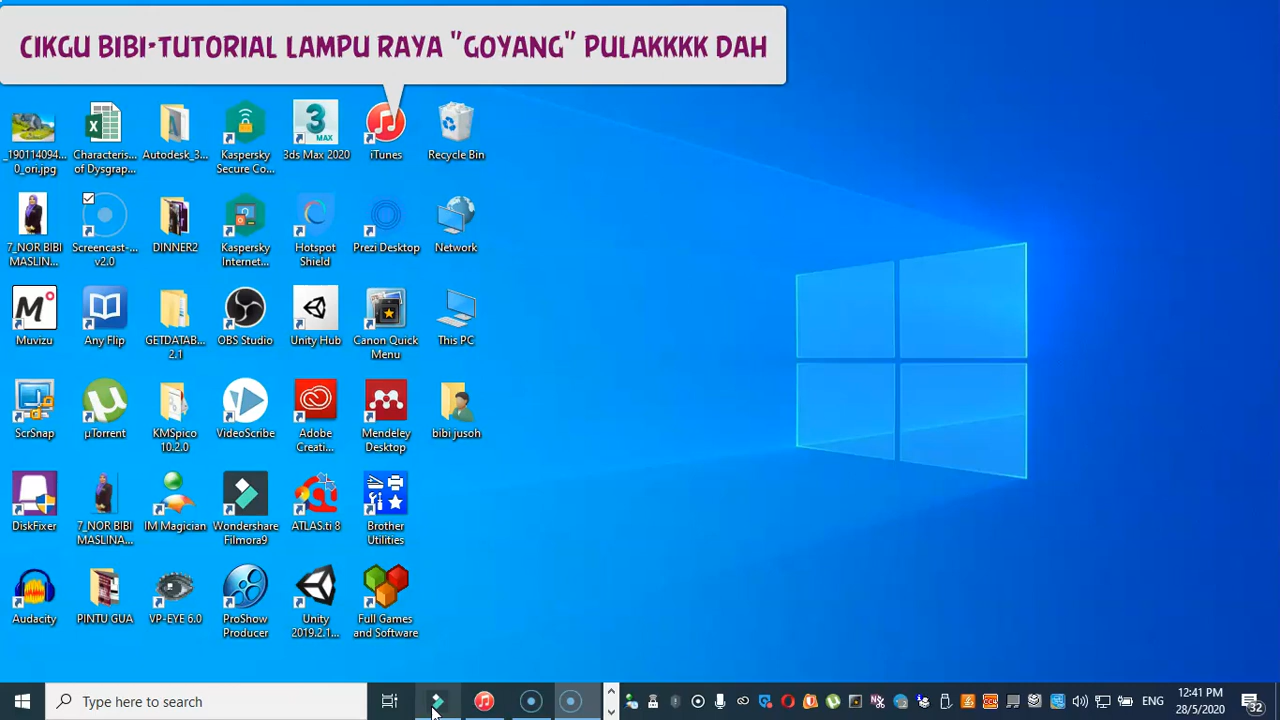 CIKGU BIBI-TUTORIAL LAMPU RAYA "GOYANG" PULAKKKK DAH
_190114094...
0_ori.jpg
Characteris...
of Dysgrap...
Autodesk_3...
Kaspersky
Secure Co...
3ds Max 2020
iTunes
Recycle Bin
7_NOR BIBI
MASLIN...
Screencast-...
v2.0
DINNER2
Kaspersky
Internet...
Hotspot
Shield
Prezi Desktop
Network
Muvizu
Any Flip
GETDATAB...
2.1
OBS Studio
Unity Hub
Canon Quick
Menu
This PC
ScrSnap
µTorrent
KMSpico
10.2.0
VideoScribe
Adobe
Creati...
Mendeley
Desktop
bibi jusoh
DiskFixer
7_NOR BIBI
MASLINA...
IM Magician
Wondershare
Filmora9
ATLAS.ti 8
Brother
Utilities
Audacity
PINTU GUA
VP-EYE 6.0
ProShow
Producer
Unity
2019.2.1...
Full Games
and Software
Type here to search
ENG
12:41 PM
28/5/2020
32